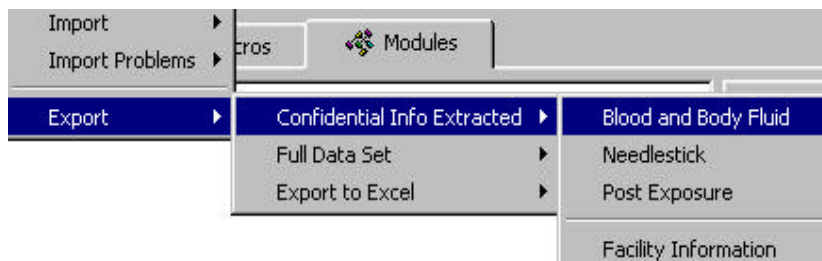 Import
Import Problems
Export
cros
Modules
Confidential Info Extracted
Full Data Set
Export to Excel
Blood and Body Fluid
Needlestick
Post Exposure
Facility Information